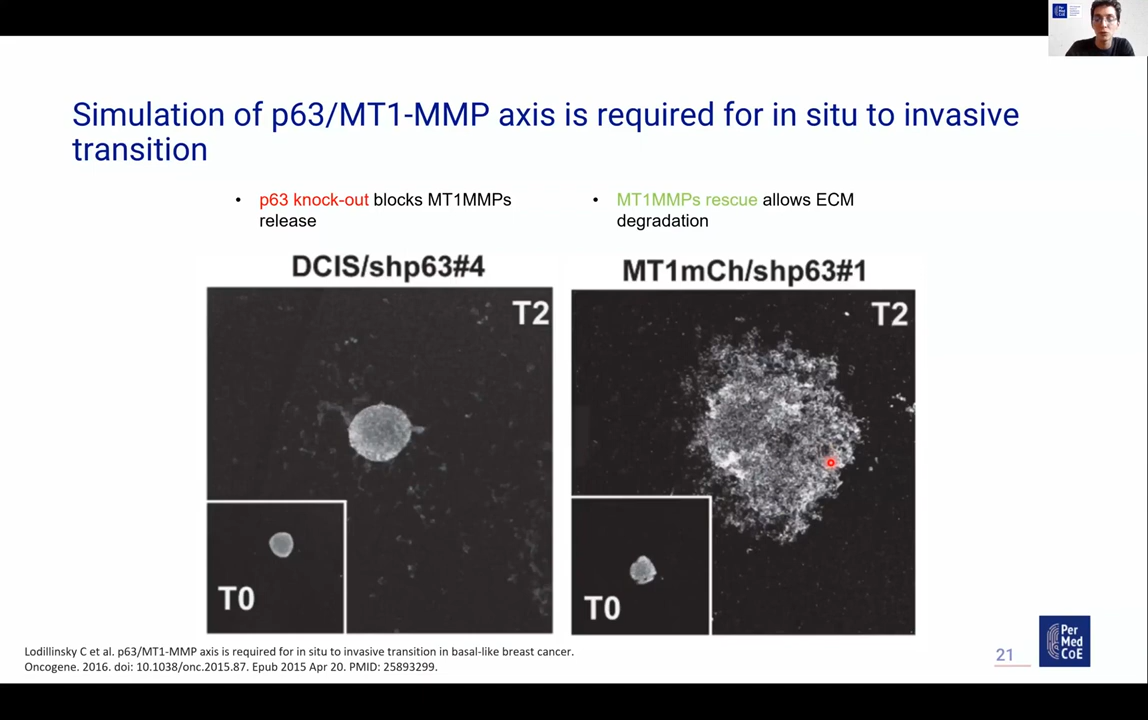 Simulation of p63/MT1-MMP axis is required for in situ to invasive
transition
• p63 knock-out blocks MT1MMPs
release
• MT1MMPs rescue allows ECM
degradation
DCIS/shp63#4
MT1mCh/shp63#1
T2
T2
T0
T0
Lodillinsky C et al. p63/MT1-MMP axis is required for in situ to invasive transition in basal-like breast cancer.
Oncogene. 2016. doi: 10.1038/onc.2015.87. Epub 2015 Apr 20. PMID: 25893299.
21
Per
Med
CoE